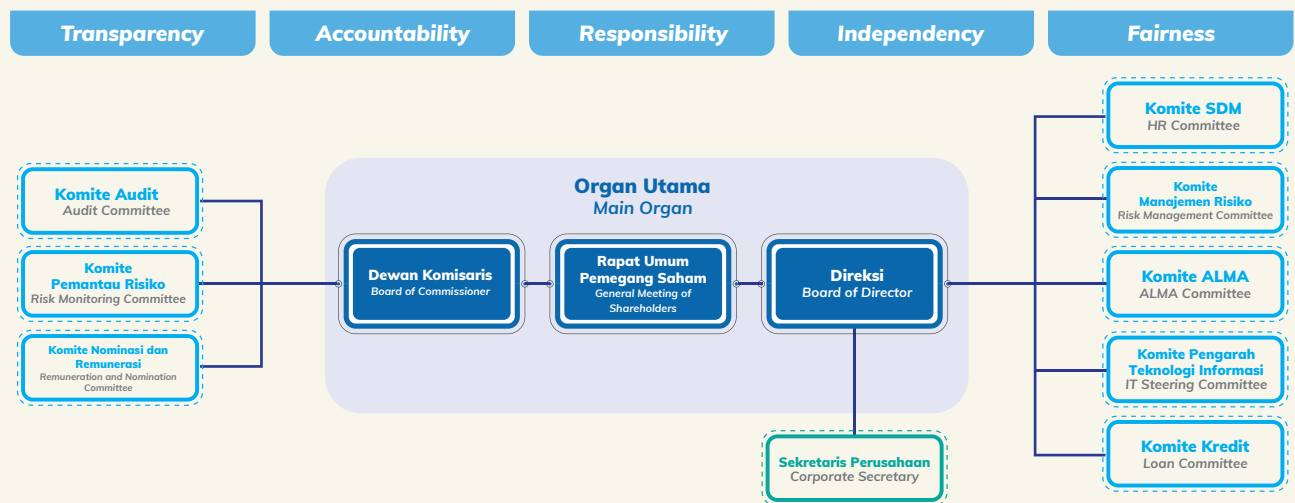 Transparency
Accountability
Responsibility
Independency
Fairness
Komite Audit
Audit Committee
Komite
Pemantau Risiko
Risk Monitoring Committee
Komite Nominasi dan
Remunerasi
Remuneration and Nomination
Committee
Organ Utama
Main Organ
Dewan Komisaris
Board of Commissioner
Rapat Umum
Pemegang Saham
General Meeting of
Shareholders
Direksi
Board of Director
Sekretaris Perusahaan
Corporate Secretary
Komite SDM
HR Committee
Komite
Manajemen Risiko
Risk Management Committee
Komite ALMA
ALMA Committee
Komite Pengarah
Teknologi Informasi
IT Steering Committee
Komite Kredit
Loan Committee